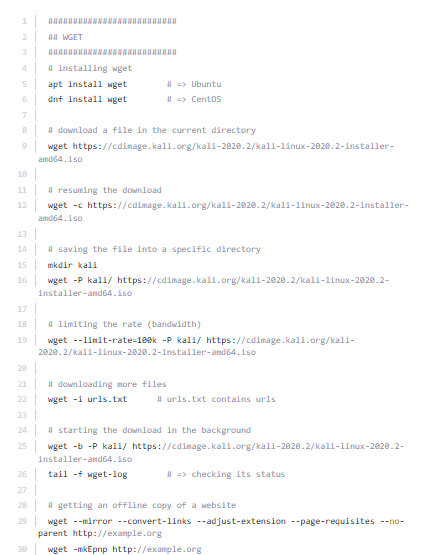 1 ##########################
2 ## WGET
3 ##########################
4 # installing wget
5 apt install wget # => Ubuntu
6 dnf install wget # => CentOS
7
8 # download a file in the current directory
9 wget https://cdimage.kali.org/kali-2020.2/kali-linux-2020.2-installer-
amd64.iso
10
11 # resuming the download
12 wget -c https://cdimage.kali.org/kali-2020.2/kali-linux-2020.2-installer-
amd64.iso
13
14 # saving the file into a specific directory
15 mkdir kali
16 wget -P kali/ https://cdimage.kali.org/kali-2020.2/kali-linux-2020.2-
installer-amd64.iso
17
18 # limiting the rate (bandwidth)
19 wget --limit-rate=100k -P kali/ https://cdimage.kali.org/kali-
2020.2/kali-linux-2020.2-installer-amd64.iso
20
21 # downloading more files
22 wget -i urls.txt # urls.txt contains urls
23
24 # starting the download in the background
25 wget -b -P kali/ https://cdimage.kali.org/kali-2020.2/kali-linux-2020.2-
installer-amd64.iso
26 tail -f wget-log # => checking its status
27
28 # getting an offline copy of a website
29 wget --mirror --convert-links --adjust-extension --page-requisites --no-
parent http://example.org
30 wget -mkEpnp http://example.org